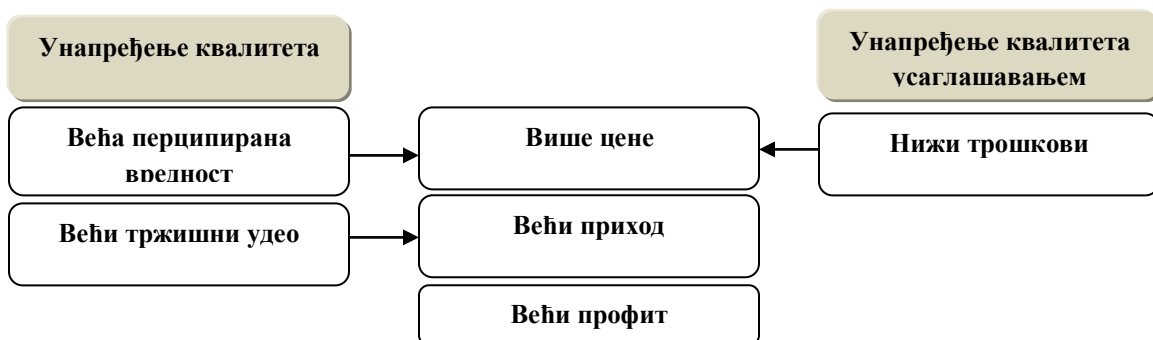 Унапређење квалитета
Унапређење квалитета
усаглашавањем
Већа перципирана
вредност
Више цене
Нижи трошкови
Већи тржишни удео
Већи приход
Већи профит